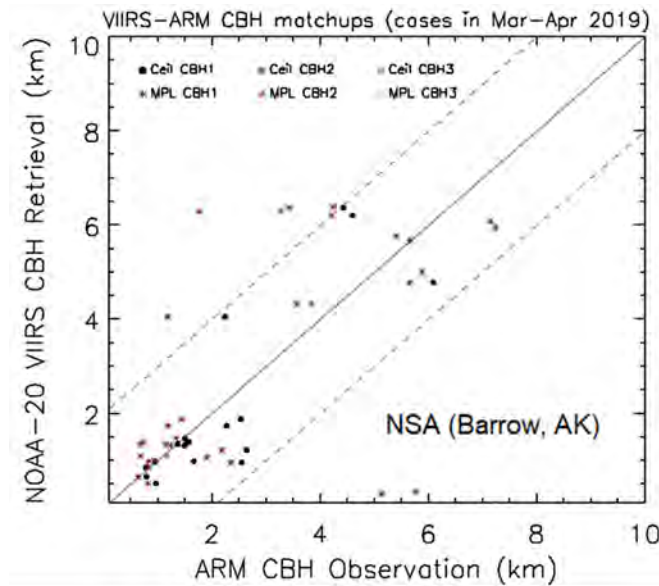 VIIRS-ARM CBH matchups (cases in Mar-Apr 2019)
10
Ceil CBH1 Ceil CBH2 Ceil CBH3
MPL CBH1 MPL CBH2 MPL CBH3
8
6
4
2
NOAA-20 VIIRS CBH Retrieval (km)
NSA (Barrow, AK)
2 4 6 8 10
ARM CBH Observation (km)